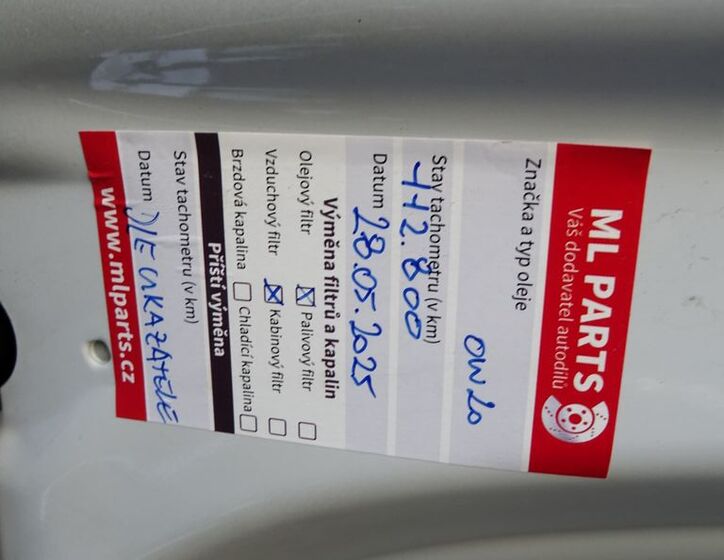 ML PARTS
Váš dodavatel autodílů
Značka a typ oleje
0W20
Stav tachometru (v km)
112.800
Datum 28.05.2025
Výměna filtrů a kapalin
Olejový filtr ☒ Palivový filtr ☐
Vzduchový filtr ☒ Kabinový filtr ☐
Brzdová kapalina ☐ Chladící kapalina ☐
Příští výměna
Stav tachometru (v km)
Datum DLE UKAZATELE
www.mlparts.cz